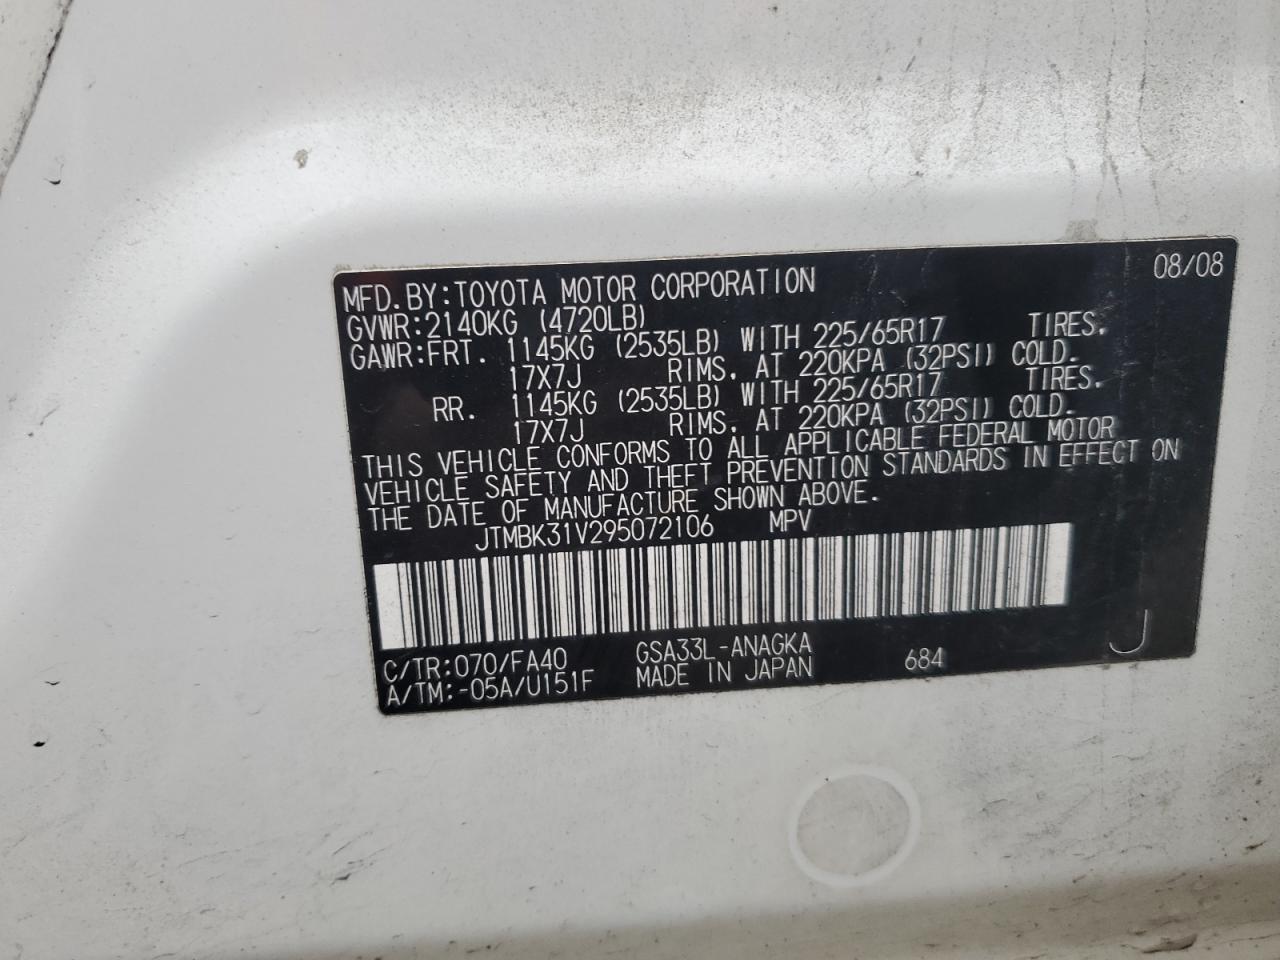 08/08
MFD.BY:TOYOTA MOTOR CORPORATION
GVWR:2140KG (4720LB)
GAWR:FRT. 1145KG (2535LB) WITH 225/65R17 TIRES.
17X7J RIMS. AT 220KPA (32PSI) COLD.
RR. 1145KG (2535LB) WITH 225/65R17 TIRES.
17X7J RIMS. AT 220KPA (32PSI) COLD.
THIS VEHICLE CONFORMS TO ALL APPLICABLE FEDERAL MOTOR
VEHICLE SAFETY AND THEFT PREVENTION STANDARDS IN EFFECT ON
THE DATE OF MANUFACTURE SHOWN ABOVE.
JTMBK31V295072106 MPV
C/TR:070/FA40 GSA33L-ANAGKA 684 J
A/TM:-05A/U151F MADE IN JAPAN